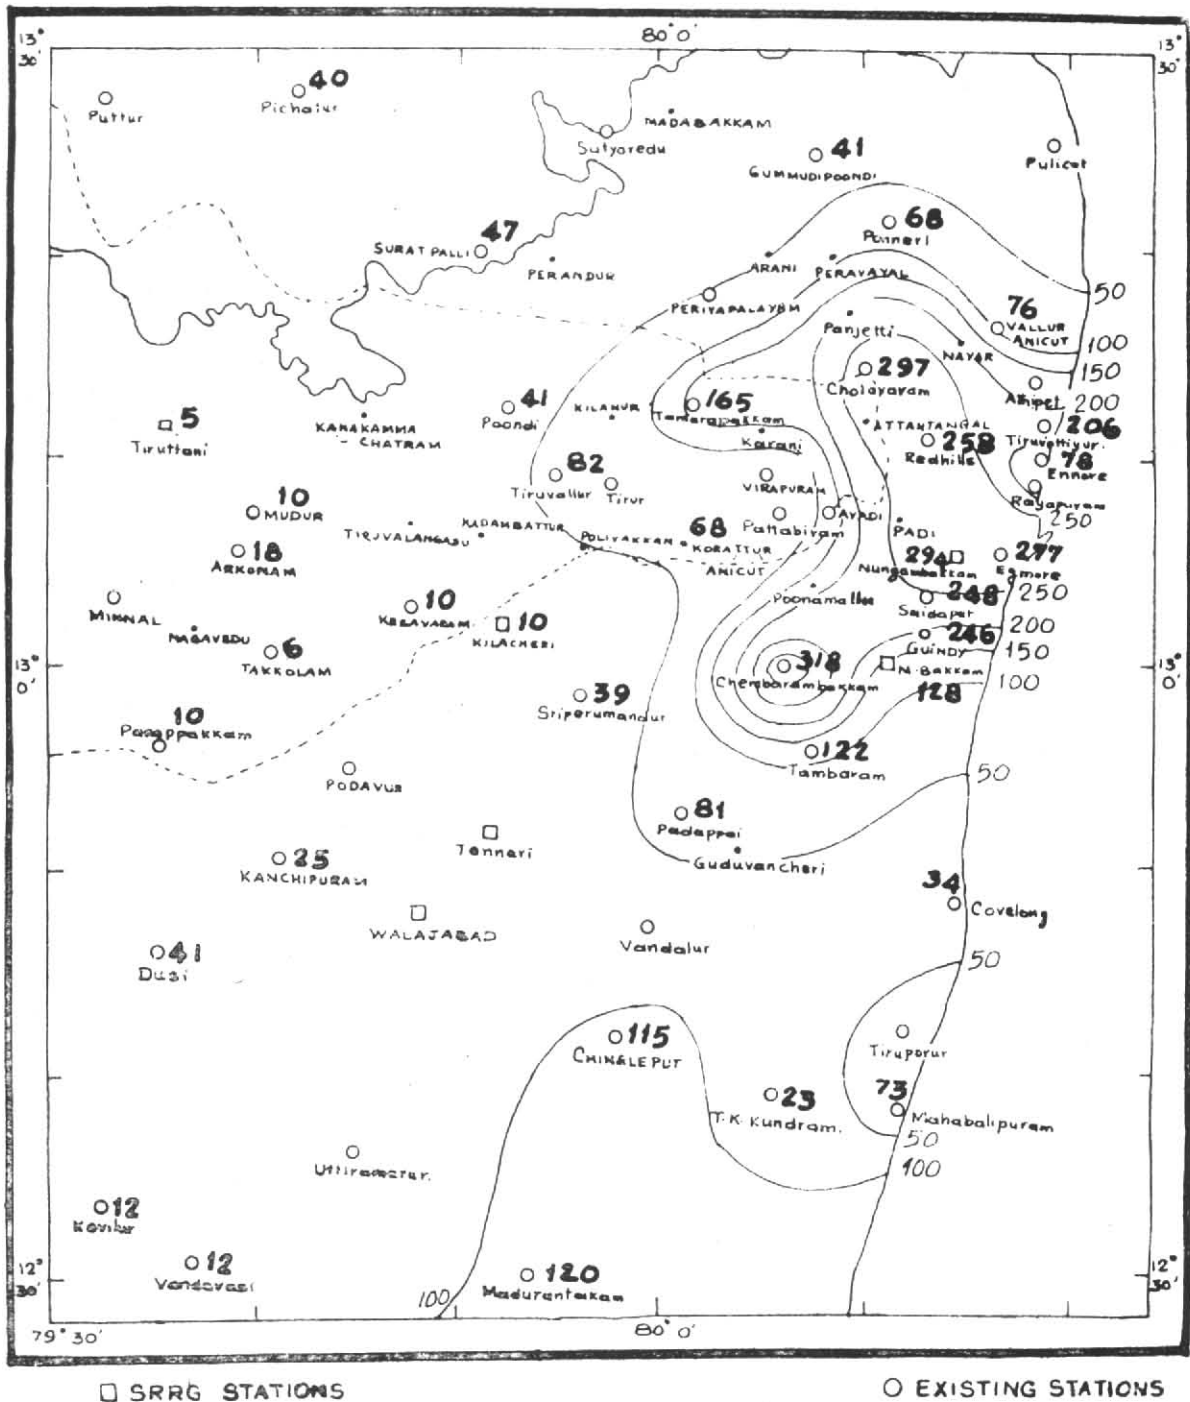 80° 0'
13° 30'
13° 30'
40
Puttur
Pichatur
MADABAKKAM
Satyavedu
41
GUMMUDIPOONDI
Pulicat
68
Ponneri
47
SURATPALLI
PERANDUR
ARANI
PERAVAYAL
50
PERIYAPALAYAM
76
VALLUR
ANICUT
Panjetti
NAYAR
100
150
297
Cholavaram
Athipet
200
41
Poondi
KILANUR
165
Tamarapakkam
5
Tiruttani
KANAKAMMA
- CHATRAM
Karani
ATTANTANGAL
258
Redhills
206
Tiruvottiyur.
78
Ennore
82
Tiruvallur
Tirur
VIRAPURAM
Rayapuram
250
10
MUDUR
Pattabiram
AVADI
PADI
TIRUVALANGADU
KADAMBATTUR
POLIVAKKAM
68
KORATTUR
ANICUT
18
ARKONAM
294
Nungambakkam
277
Egmore
MINNAL
10
KESAVARAM.
Poonamallee
248
Saidapet
250
NAGAVEDU
10
KILACHERI
246
GUINDY
200
6
TAKKOLAM
150
13° 0'
13° 0'
318
Chembarambakkam
N.BAKKAM
128
100
39
Sriperumandur
10
Panappakkam
122
Tambaram
50
PODAVUR
81
Padappai
Tennari
Guduvancheri
25
KANCHIPURAM
34
Covelong
WALAJABAD
Vandalur
41
Dusi
50
115
CHINGLEPUT
Tiruporur
23
T.K.Kundram.
73
Mahabalipuram
50
100
Uttiramerur.
12
Kovilur
12
Vandavasi
120
Madurantakam
12° 30'
12° 30'
100
79° 30'
80° 0'
SRRG STATIONS
EXISTING STATIONS